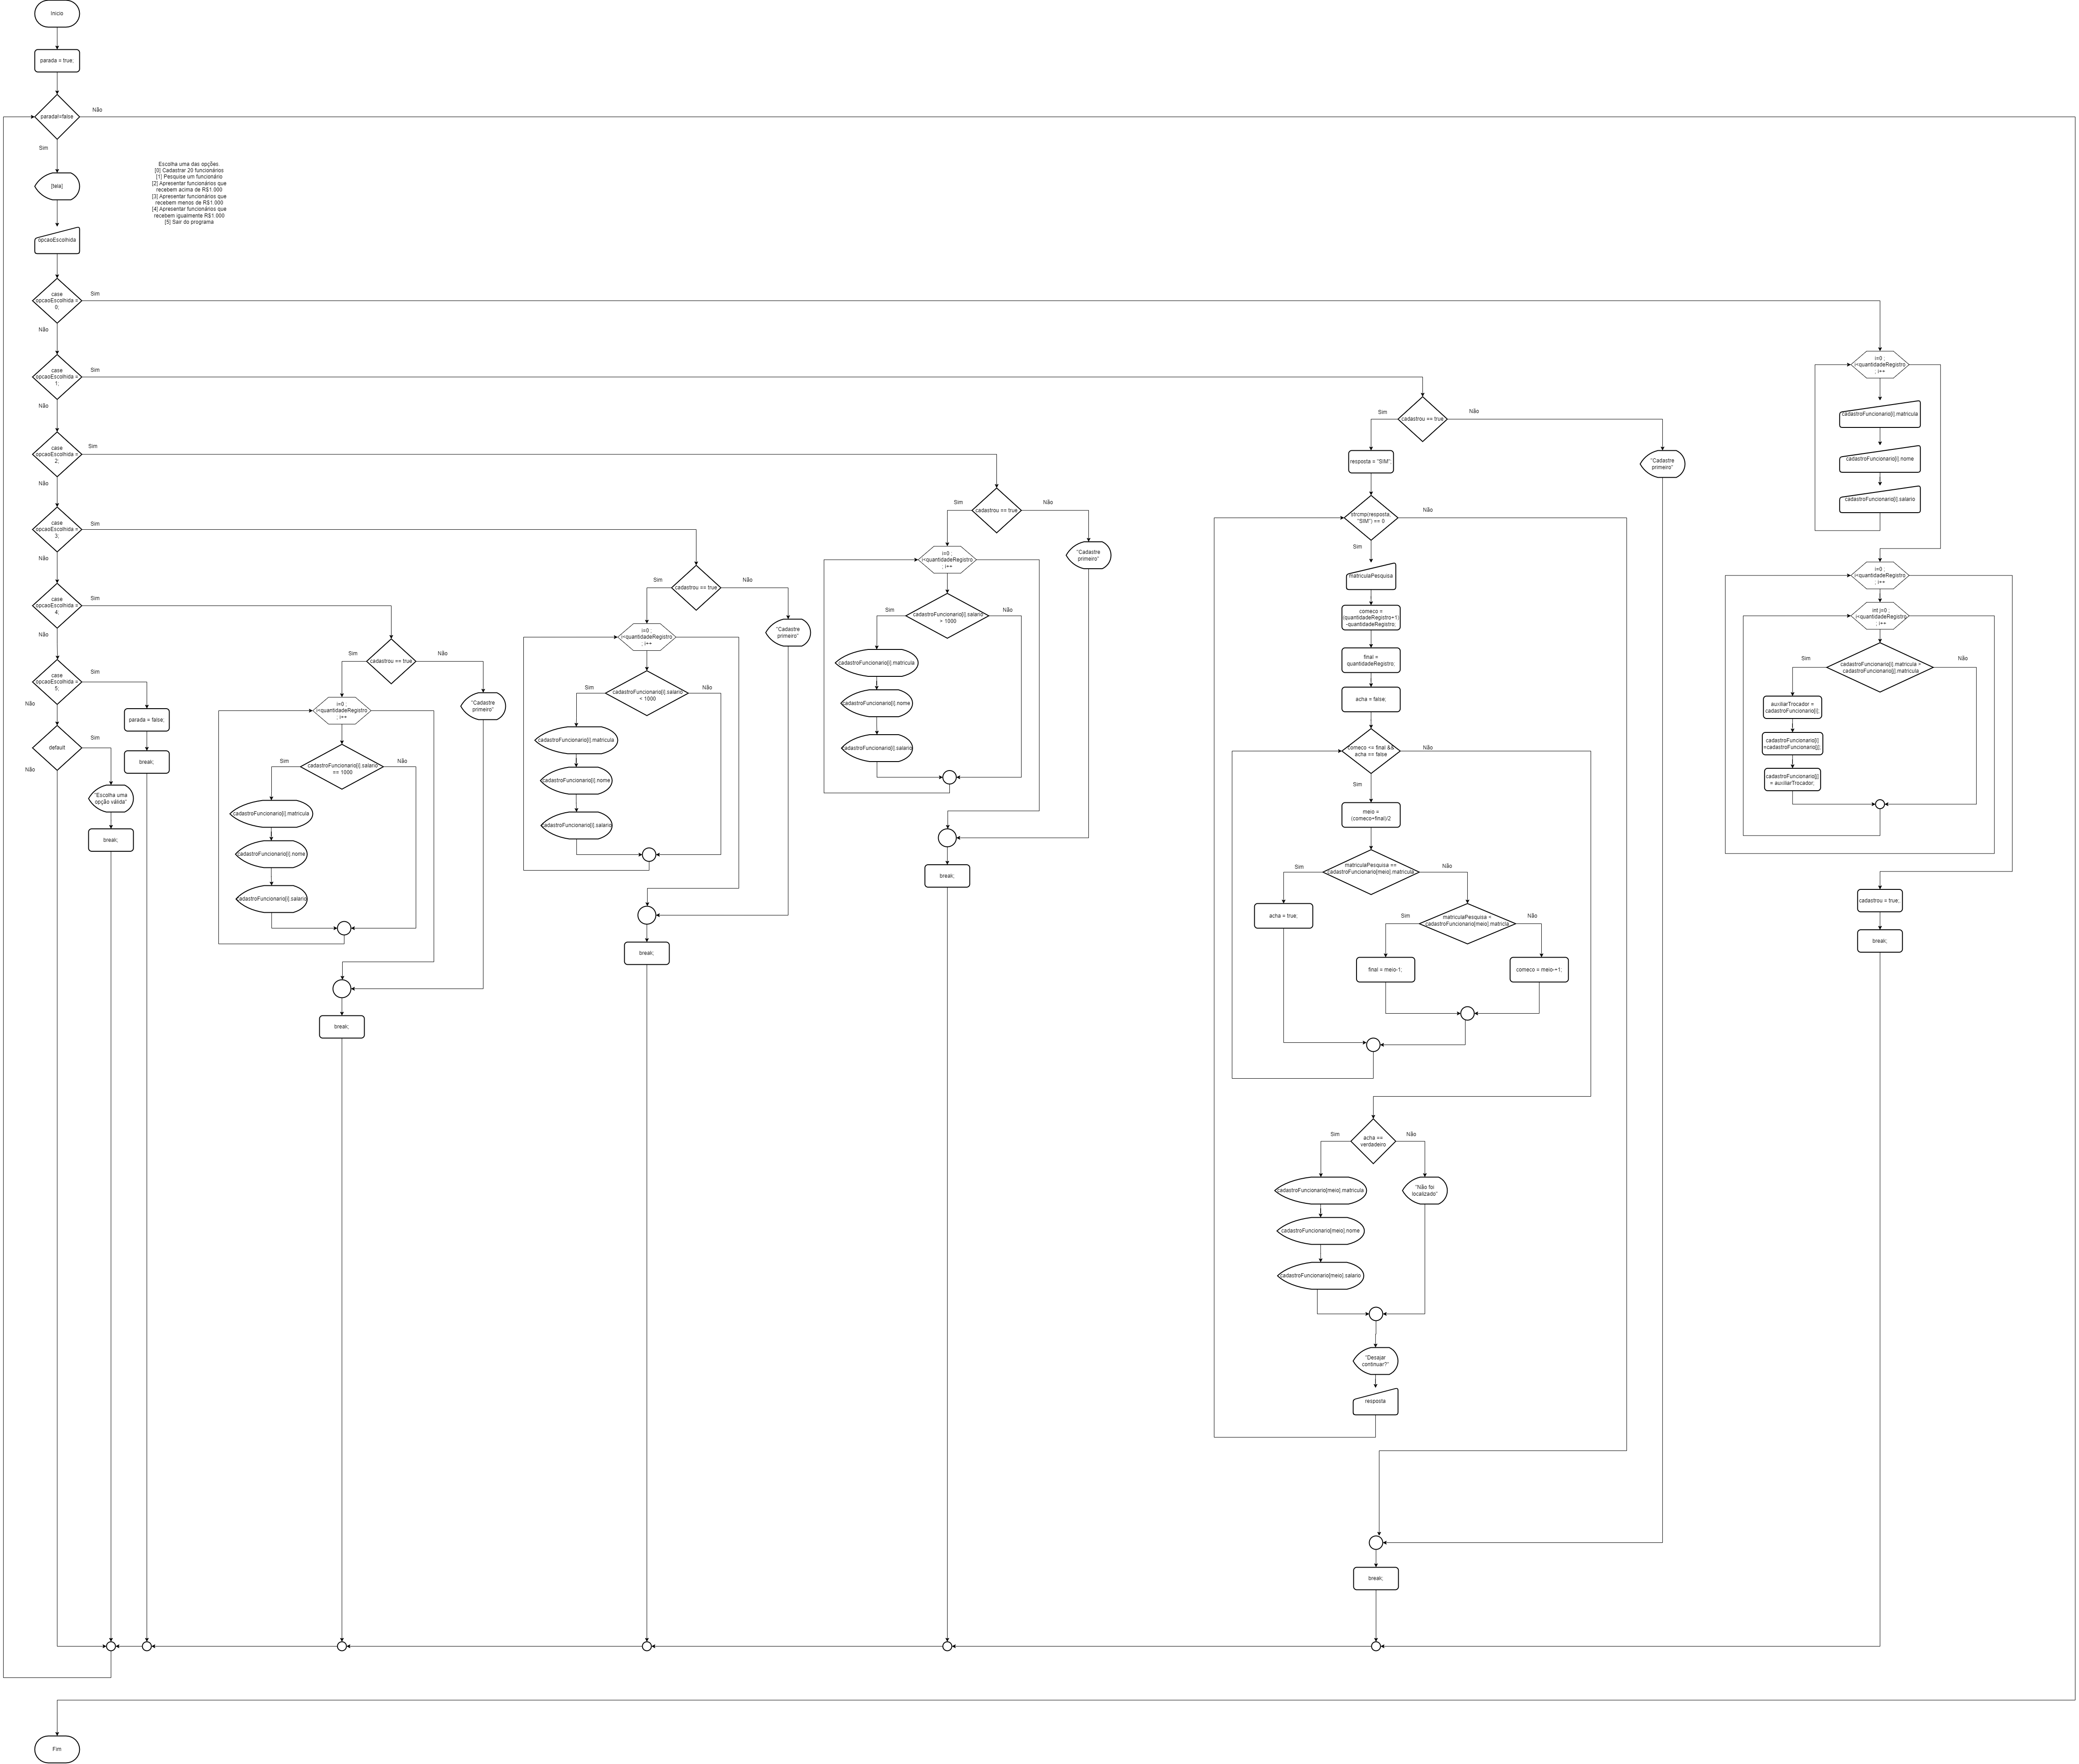 Inicio
parada = true;
parada!=false
Não
Sim
[tela]
Escolha uma das opções.
[0] Cadastrar 20 funcionários
[1] Pesquise um funcionário
[2] Apresentar funcionários que
recebem acima de R$1.000
[3] Apresentar funcionários que
recebem menos de R$1.000
[4] Apresentar funcionários que
recebem igualmente R$1.000
[5] Sair do programa
opcaoEscolhida
case
opcaoEscolhida =
0;
Sim
Não
case
opcaoEscolhida =
1;
Sim
Não
case
opcaoEscolhida =
2;
Sim
Não
case
opcaoEscolhida =
3;
Sim
Não
case
opcaoEscolhida =
4;
Sim
Não
case
opcaoEscolhida =
5;
Sim
Não
parada = false;
break;
default
Sim
Não
"Escolha uma
opção válida"
break;
cadastrou == true
Sim
Não
"Cadastre
primeiro"
i=0 ;
i<quantidadeRegistro
; i++
cadastroFuncionario[i].salario
== 1000
Sim
Não
cadastroFuncionario[i].matricula
cadastroFuncionario[i].nome
cadastroFuncionario[i].salario
break;
cadastrou == true
Sim
Não
"Cadastre
primeiro"
i=0 ;
i<quantidadeRegistro
; i++
cadastroFuncionario[i].salario
< 1000
Sim
Não
cadastroFuncionario[i].matricula
cadastroFuncionario[i].nome
cadastroFuncionario[i].salario
break;
cadastrou == true
Sim
Não
"Cadastre
primeiro"
i=0 ;
i<quantidadeRegistro
; i++
cadastroFuncionario[i].salario
> 1000
Sim
Não
cadastroFuncionario[i].matricula
cadastroFuncionario[i].nome
cadastroFuncionario[i].salario
break;
cadastrou == true
Sim
Não
"Cadastre
primeiro"
resposta = "SIM";
strcmp(resposta,
"SIM") == 0
Não
Sim
matriculaPesquisa
comeco =
(quantidadeRegistro+1)
-quantidadeRegistro;
final =
quantidadeRegistro;
acha = false;
comeco <= final &&
acha == false
Não
Sim
meio =
(comeco+final)/2
matriculaPesquisa ==
cadastroFuncionario[meio].matricula
Sim
Não
acha = true;
matriculaPesquisa <
cadastroFuncionario[meio].matricla
Sim
Não
final = meio-1;
comeco = meio-+1;
acha ==
verdadeiro
Sim
Não
cadastroFuncionario[meio].matricula
cadastroFuncionario[meio].nome
cadastroFuncionario[meio].salario
"Não foi
localizado"
"Desajar
continuar?"
resposta
break;
i=0 ;
i<quantidadeRegistro
; i++
cadastroFuncionario[i].matricula
cadastroFuncionario[i].nome
cadastroFuncionario[i].salario
i=0 ;
i<quantidadeRegistro
; i++
int j=0 ;
i<quantidadeRegistro
; i++
cadastroFuncionario[i].matricula <
cadastroFuncionario[j].matricula
Sim
Não
auxiliarTrocador =
cadastroFuncionario[i];
cadastroFuncionario[i]
=cadastroFuncionario[j];
cadastroFuncionario[j]
= auxiliarTrocador;
cadastrou = true;
break;
Fim